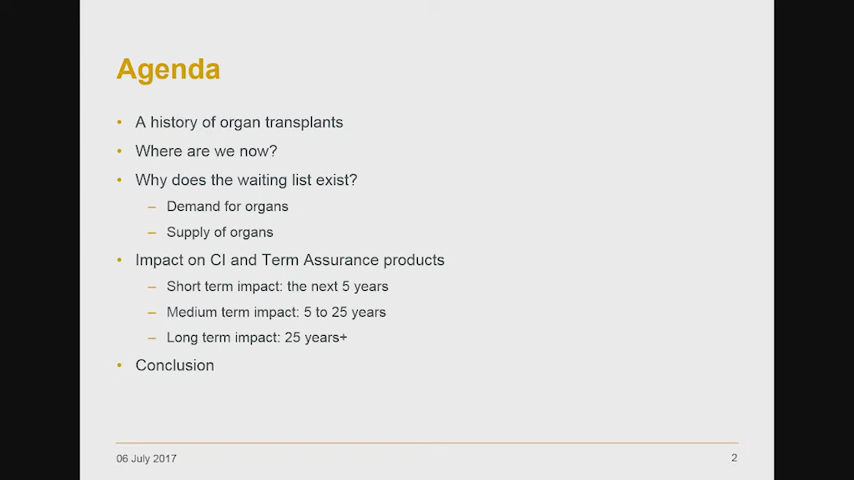 Agenda
• A history of organ transplants
• Where are we now?
• Why does the waiting list exist?
– Demand for organs
– Supply of organs
• Impact on CI and Term Assurance products
– Short term impact: the next 5 years
– Medium term impact: 5 to 25 years
– Long term impact: 25 years+
• Conclusion
06 July 2017
2